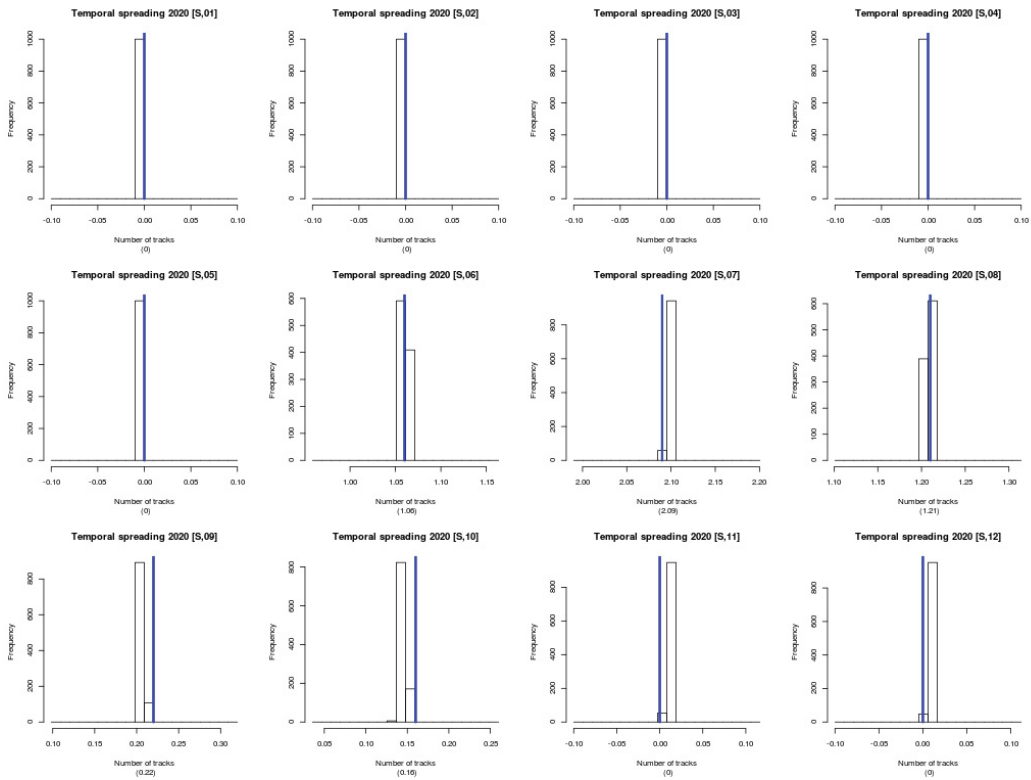 Temporal spreading 2020 [S,01]
Frequency
0 200 400 600 800 1000
−0.10 −0.05 0.00 0.05 0.10
Number of tracks
(0)
Temporal spreading 2020 [S,02]
Frequency
0 200 400 600 800 1000
−0.10 −0.05 0.00 0.05 0.10
Number of tracks
(0)
Temporal spreading 2020 [S,03]
Frequency
0 200 400 600 800 1000
−0.10 −0.05 0.00 0.05 0.10
Number of tracks
(0)
Temporal spreading 2020 [S,04]
Frequency
0 200 400 600 800 1000
−0.10 −0.05 0.00 0.05 0.10
Number of tracks
(0)
Temporal spreading 2020 [S,05]
Frequency
0 200 400 600 800 1000
−0.10 −0.05 0.00 0.05 0.10
Number of tracks
(0)
Temporal spreading 2020 [S,06]
Frequency
0 100 200 300 400 500 600
1.00 1.05 1.10 1.15
Number of tracks
(1.06)
Temporal spreading 2020 [S,07]
Frequency
0 200 400 600 800
2.00 2.05 2.10 2.15 2.20
Number of tracks
(2.09)
Temporal spreading 2020 [S,08]
Frequency
0 100 200 300 400 500 600
1.10 1.15 1.20 1.25 1.30
Number of tracks
(1.21)
Temporal spreading 2020 [S,09]
Frequency
0 200 400 600 800
0.10 0.15 0.20 0.25 0.30
Number of tracks
(0.22)
Temporal spreading 2020 [S,10]
Frequency
0 200 400 600 800
0.05 0.10 0.15 0.20 0.25
Number of tracks
(0.16)
Temporal spreading 2020 [S,11]
Frequency
0 200 400 600 800
−0.10 −0.05 0.00 0.05 0.10
Number of tracks
(0)
Temporal spreading 2020 [S,12]
Frequency
0 200 400 600 800
−0.10 −0.05 0.00 0.05 0.10
Number of tracks
(0)